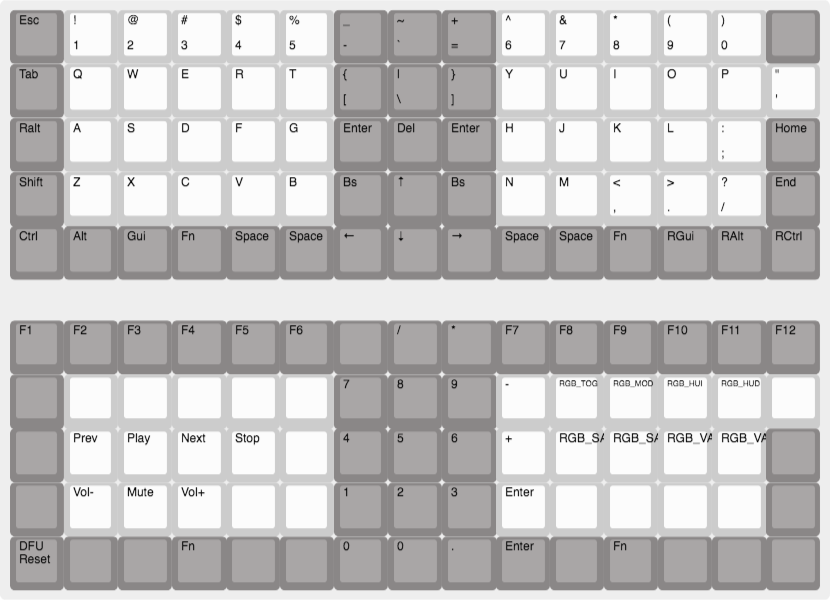 Esc ! @ # $ % _ ~ + ^ & * ( )
1 2 3 4 5 - ` = 6 7 8 9 0
Tab Q W E R T { | } Y U I O P "
[ \ ] '
Ralt A S D F G Enter Del Enter H J K L : Home
;
Shift Z X C V B Bs ↑ Bs N M < > ? End
, . /
Ctrl Alt Gui Fn Space Space ← ↓ → Space Space Fn RGui RAlt RCtrl
F1 F2 F3 F4 F5 F6 / * F7 F8 F9 F10 F11 F12
7 8 9 - RGB_TOG RGB_MOD RGB_HUI RGB_HUD
Prev Play Next Stop 4 5 6 + RGB_SA RGB_SA RGB_VA RGB_VA
Vol- Mute Vol+ 1 2 3 Enter
DFU Fn 0 0 . Enter Fn
Reset